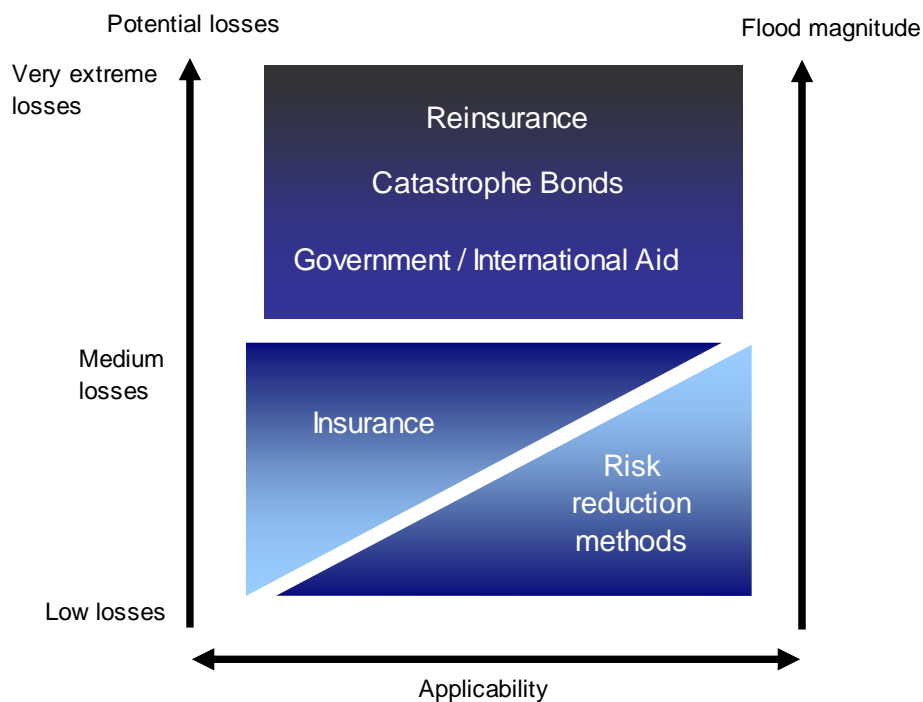 Potential losses
Flood magnitude
Very extreme
losses
Reinsurance
Catastrophe Bonds
Government / International Aid
Medium
losses
Insurance
Risk
reduction
methods
Low losses
Applicability